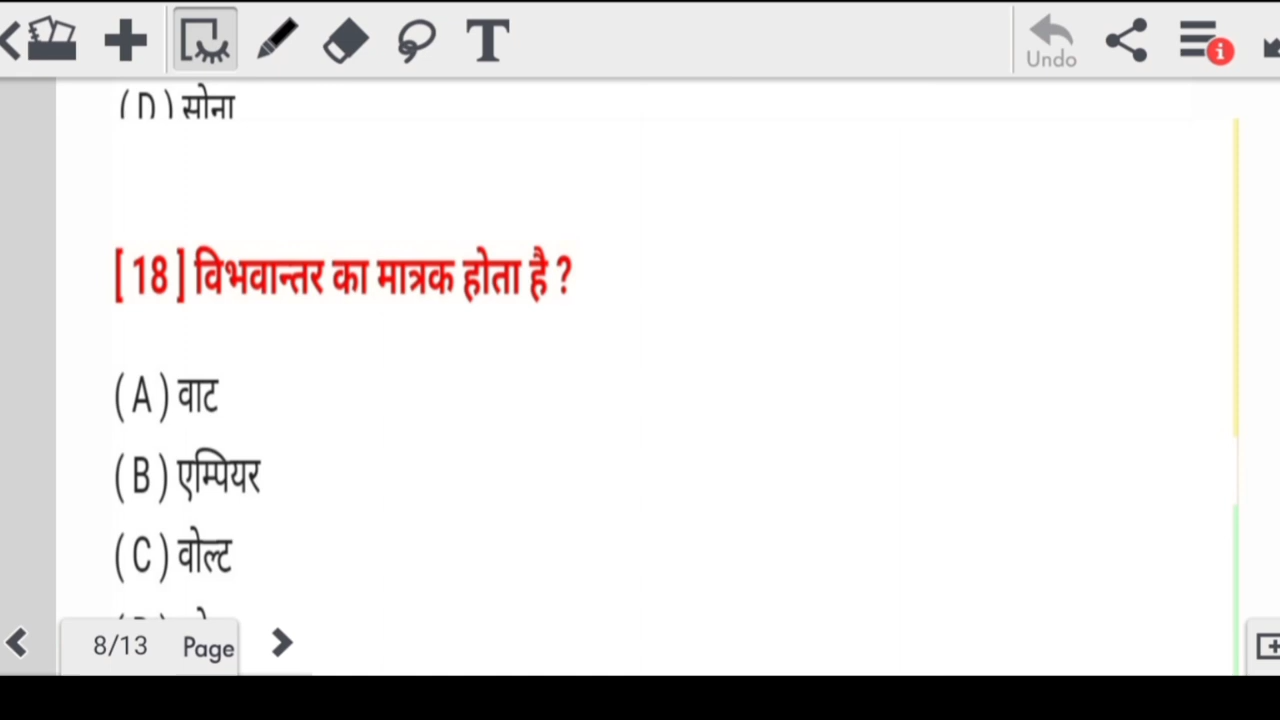 Undo
( D ) सोना
[ 18 ] विभवान्तर का मात्रक होता है ?
( A ) वाट
( B ) एम्पियर
( C ) वोल्ट
8/13 Page